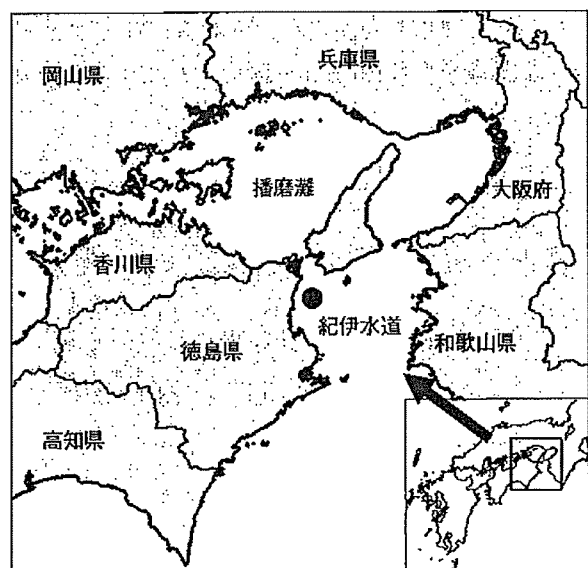 兵庫県
岡山県
播磨灘
大阪府
香川県
紀伊水道
徳島県
和歌山県
高知県